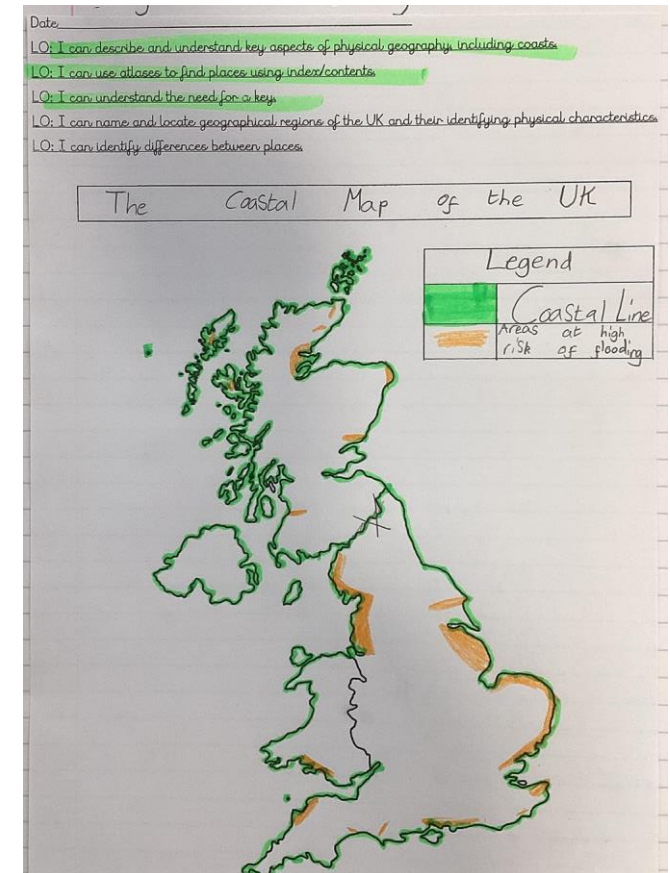 Date
LO: I can describe and understand key aspects of physical geography, including coasts.
LO: I can use atlases to find places using index/contents.
LO: I can understand the need for a key.
LO: I can name and locate geographical regions of the UK and their identifying physical characteristics.
LO: I can identify differences between places.
The Coastal Map of the UK
Legend
Coastal Line
Areas at high
risk of flooding